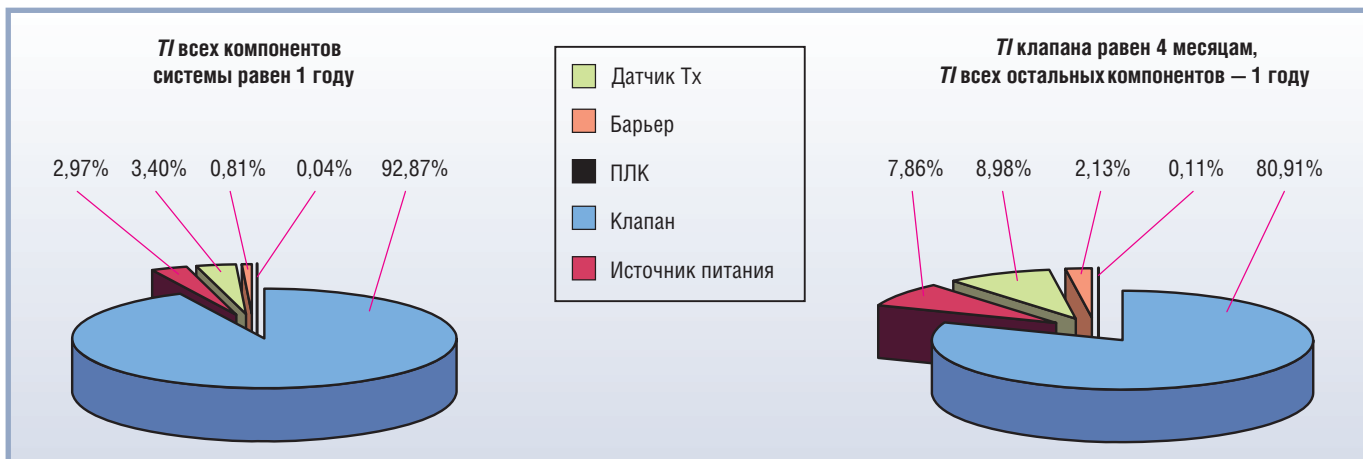 TI всех компонентов
системы равен 1 году
2,97% 3,40% 0,81% 0,04% 92,87%
Датчик Tx
Барьер
ПЛК
Клапан
Источник питания
TI клапана равен 4 месяцам,
TI всех остальных компонентов — 1 году
7,86% 8,98% 2,13% 0,11% 80,91%